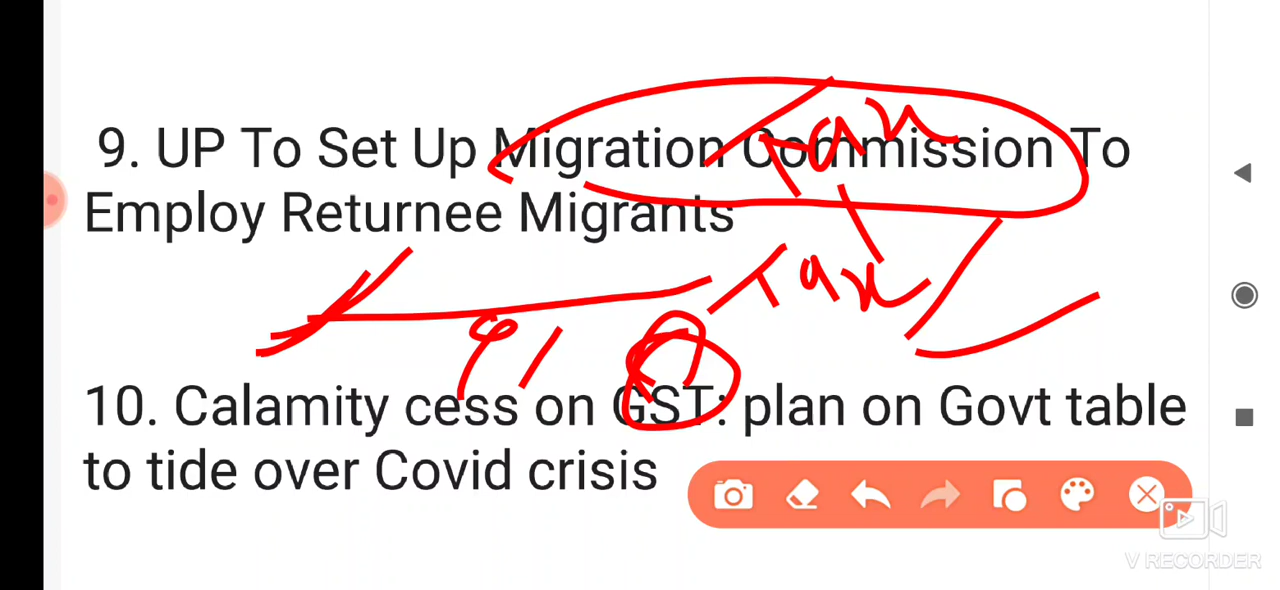 9. UP To Set Up Migration Commission To
Tax
Employ Returnee Migrants
Tax
10. Calamity cess on GST: plan on Govt table
to tide over Covid crisis
V RECORDER